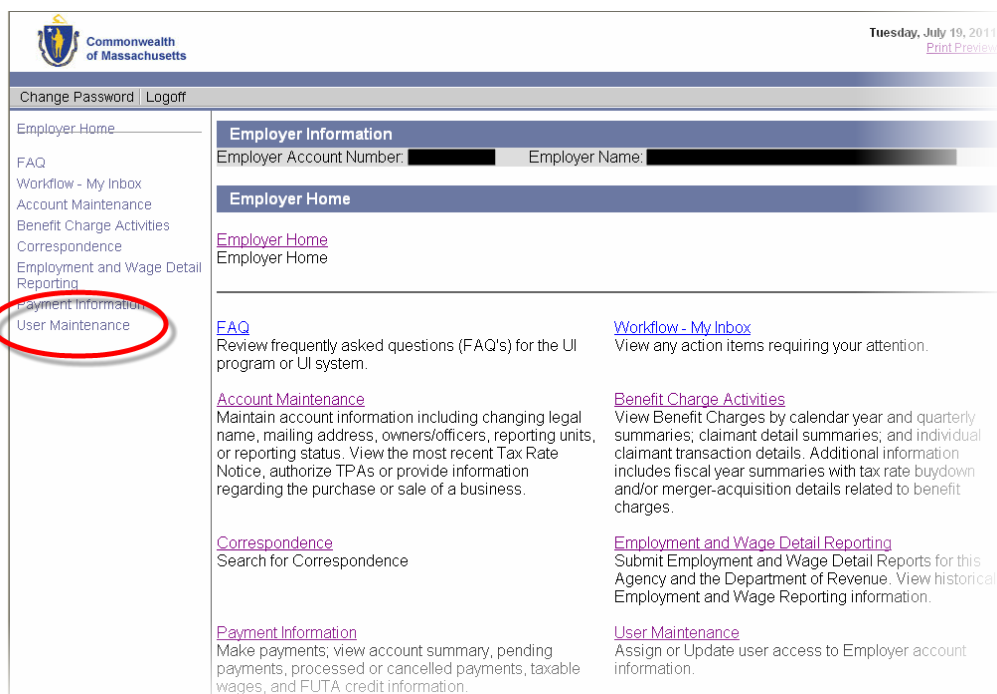 Commonwealth
of Massachusetts
Tuesday, July 19, 2011
Print Preview
Change Password | Logoff
Employer Home
FAQ
Workflow - My Inbox
Account Maintenance
Benefit Charge Activities
Correspondence
Employment and Wage Detail
Reporting
Payment Information
User Maintenance
Employer Information
Employer Account Number: Employer Name:
Employer Home
Employer Home
Employer Home
FAQ
Review frequently asked questions (FAQ's) for the UI
program or UI system.
Workflow - My Inbox
View any action items requiring your attention.
Account Maintenance
Maintain account information including changing legal
name, mailing address, owners/officers, reporting units,
or reporting status. View the most recent Tax Rate
Notice, authorize TPAs or provide information
regarding the purchase or sale of a business.
Benefit Charge Activities
View Benefit Charges by calendar year and quarterly
summaries; claimant detail summaries; and individual
claimant transaction details. Additional information
includes fiscal year summaries with tax rate buydown
and/or merger-acquisition details related to benefit
charges.
Correspondence
Search for Correspondence
Employment and Wage Detail Reporting
Submit Employment and Wage Detail Reports for this
Agency and the Department of Revenue. View historical
Employment and Wage Reporting information.
Payment Information
Make payments; view account summary, pending
payments, processed or cancelled payments, taxable
wages, and FUTA credit information.
User Maintenance
Assign or Update user access to Employer account
information.